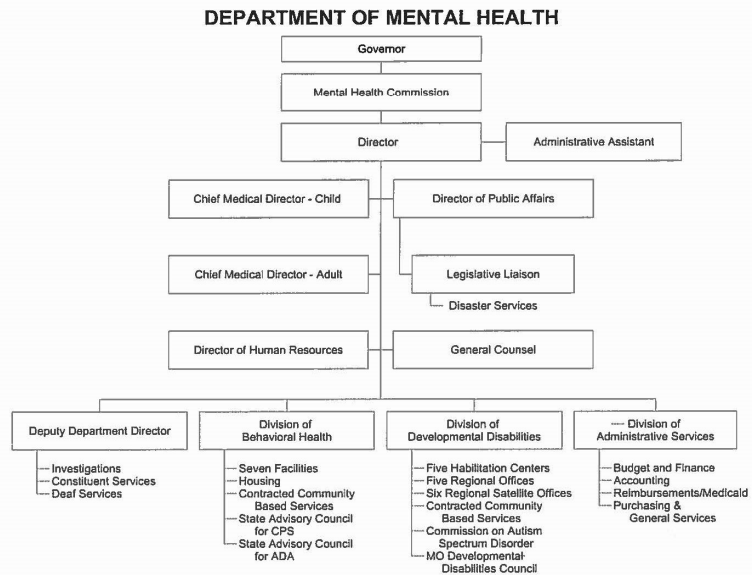 DEPARTMENT OF MENTAL HEALTH
Governor
Mental Health Commission
Director
Administrative Assistant
Chief Medical Director - Child
Director of Public Affairs
Chief Medical Director - Adult
Legislative Liaison
Disaster Services
Director of Human Resources
General Counsel
Deputy Department Director
Investigations
Constituent Services
Deaf Services
Division of
Behavioral Health
Seven Facilities
Housing
Contracted Community
Based Services
State Advisory Council
for CPS
State Advisory Council
for ADA
Division of
Developmental Disabilities
Five Habilitation Centers
Five Regional Offices
Six Regional Satellite Offices
Contracted Community
Based Services
Commission on Autism
Spectrum Disorder
MO Developmental
Disabilities Council
Division of
Administrative Services
Budget and Finance
Accounting
Reimbursements/Medicaid
Purchasing &
General Services